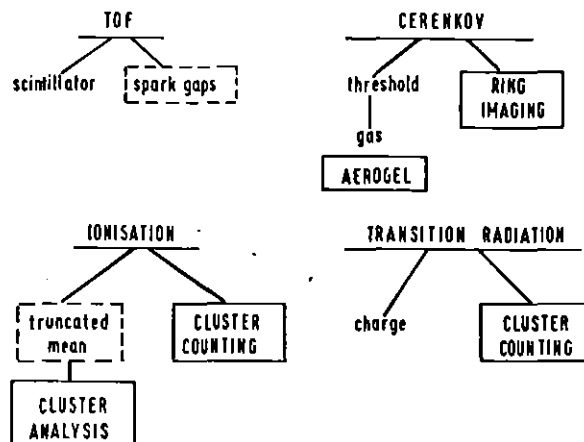 TOF
scintillator
spark gaps
CERENKOV
threshold
gas
AEROGEL
RING
IMAGING
IONISATION
truncated
mean
CLUSTER
ANALYSIS
CLUSTER
COUNTING
TRANSITION RADIATION
charge
CLUSTER
COUNTING